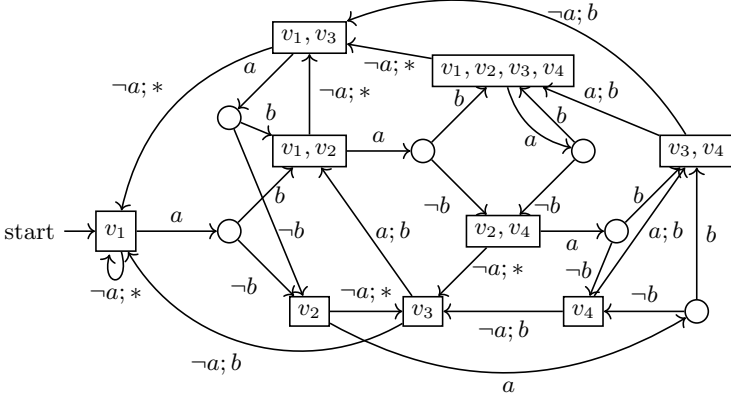 ¬a; b
v₁, v₃
a
¬a; ∗
v₁, v₂, v₃, v₄
¬a; ∗
¬a; ∗
b
b
b
a; b
a
v₁, v₂
a
v₃, v₄
b
¬b
¬b
b
start
v₁
a
¬b
a; b
v₂, v₄
a
a; b
b
¬a; ∗
¬b
¬a; ∗
¬b
¬b
v₂
¬a; ∗
v₃
¬a; b
v₄
¬a; b
a